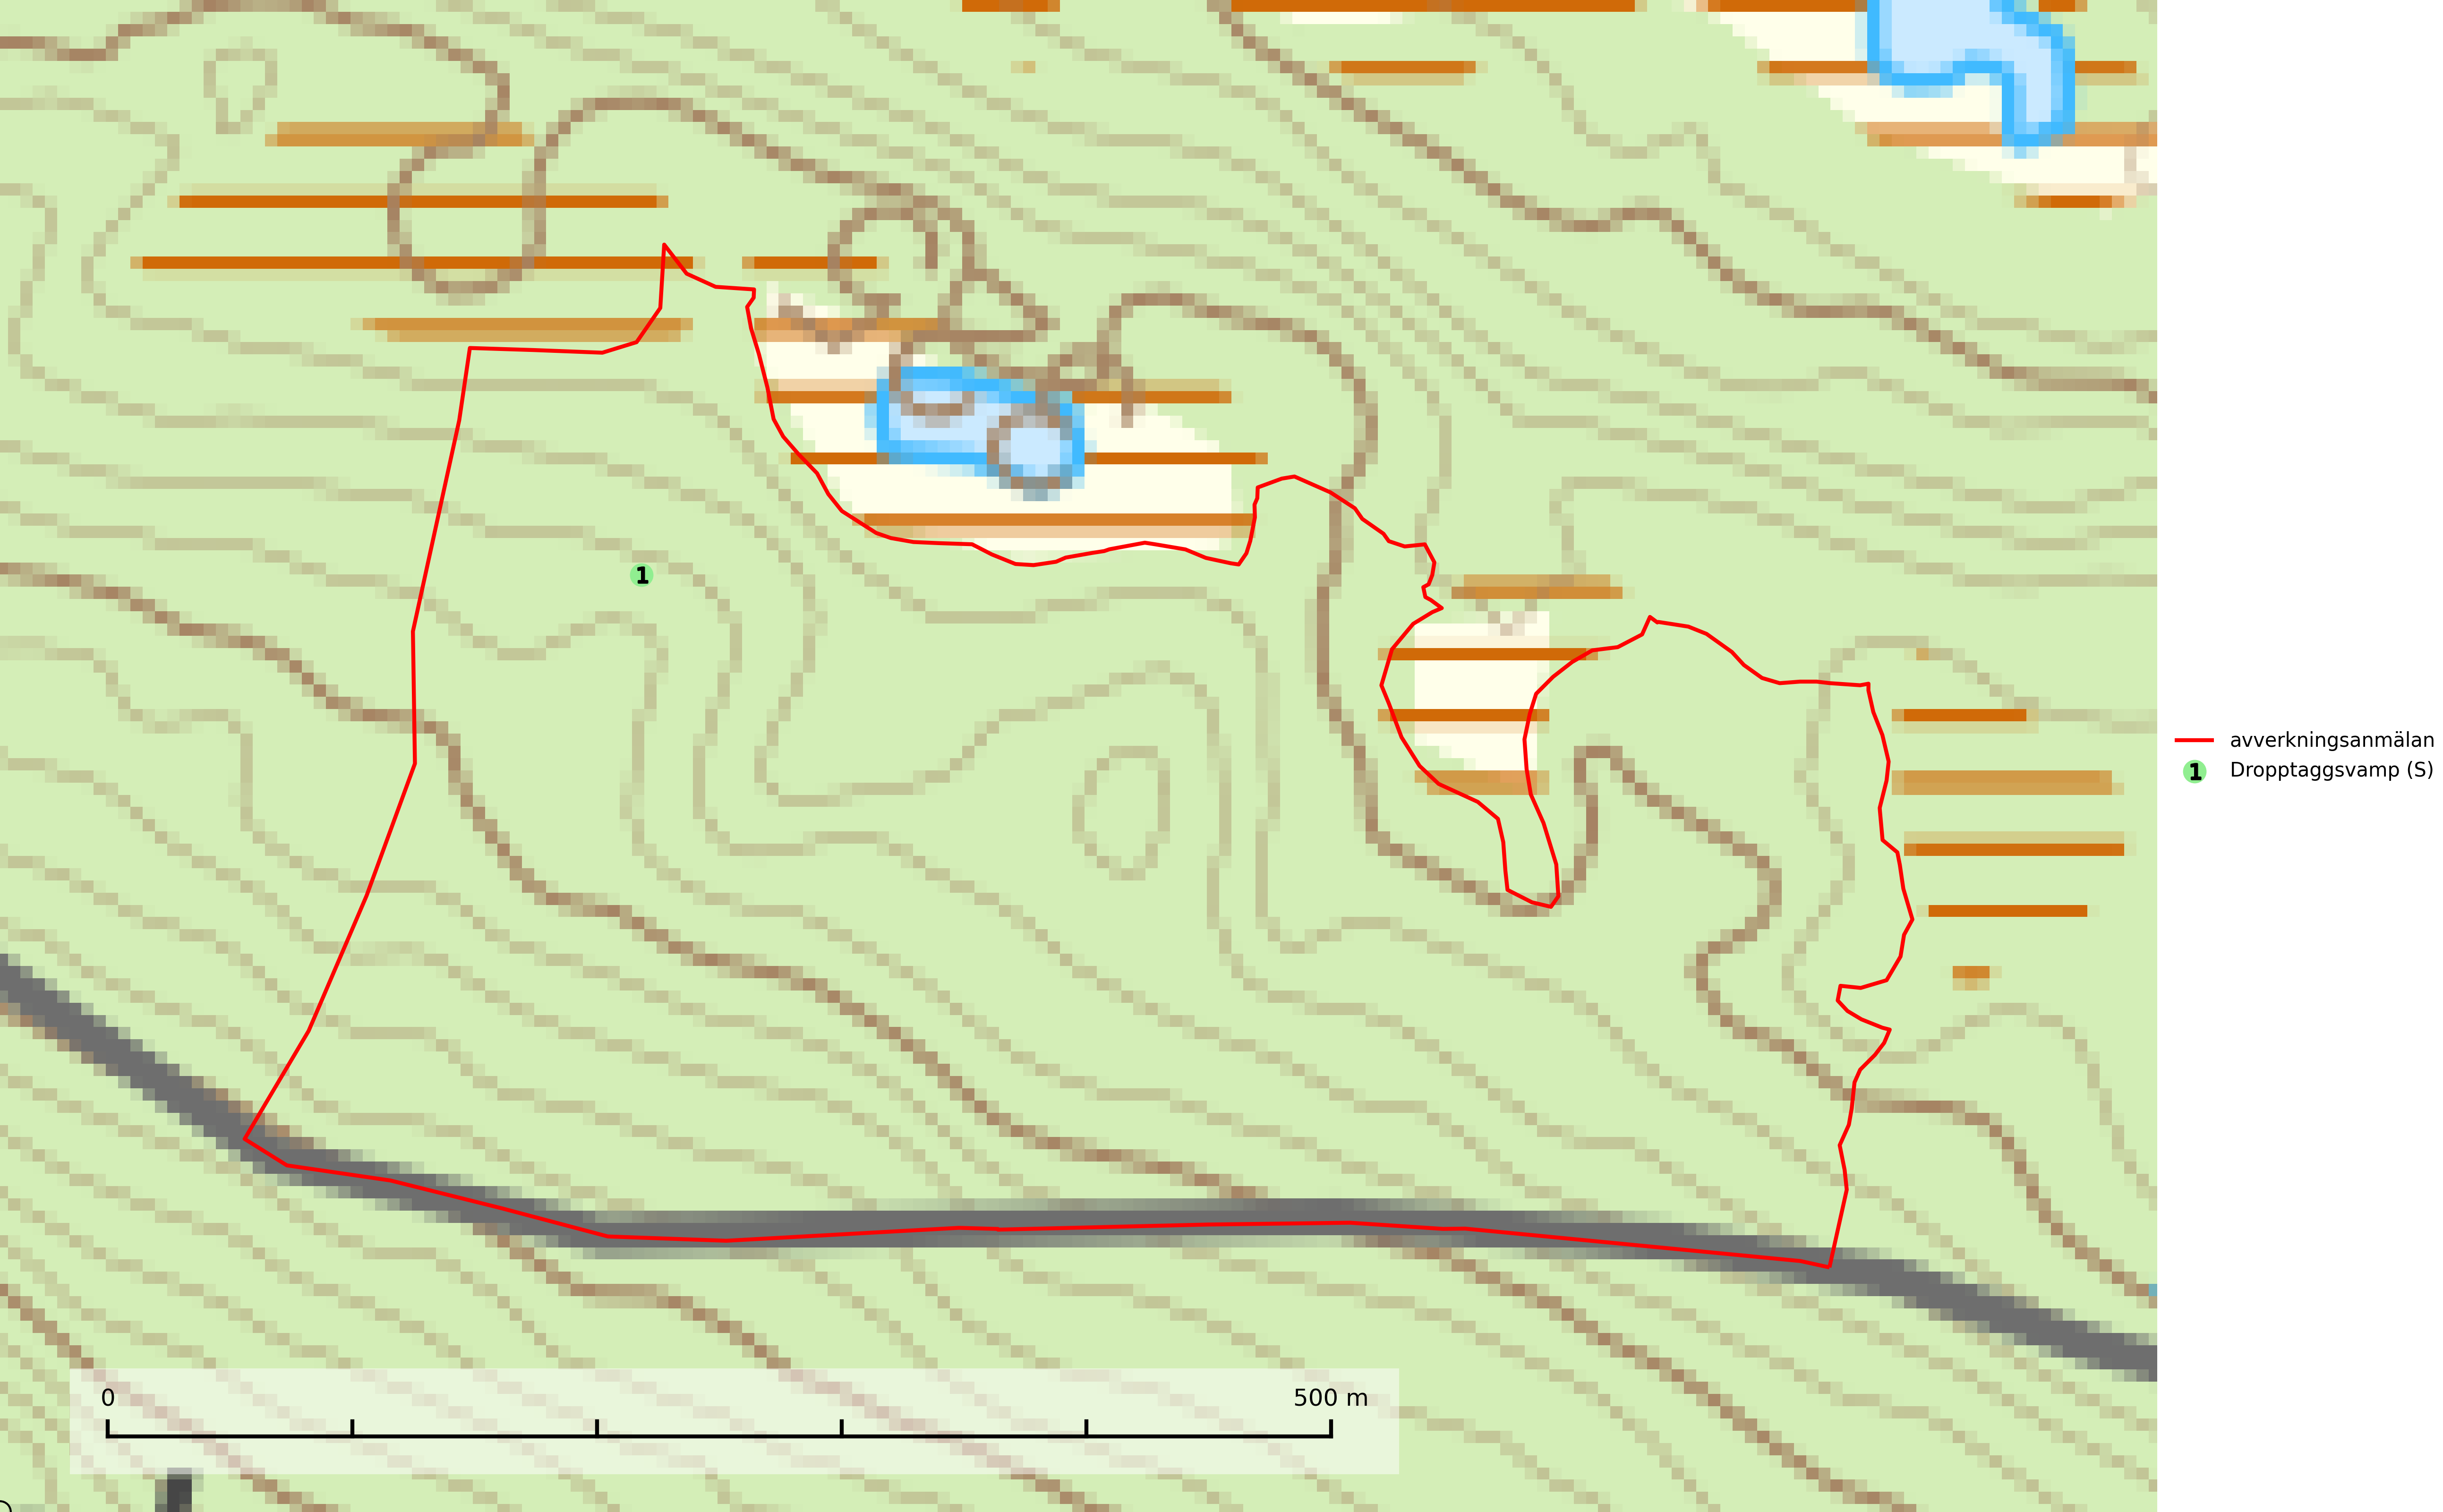 1
avverkningsanmälan
1 Dropptaggsvamp (S)
0 500 m